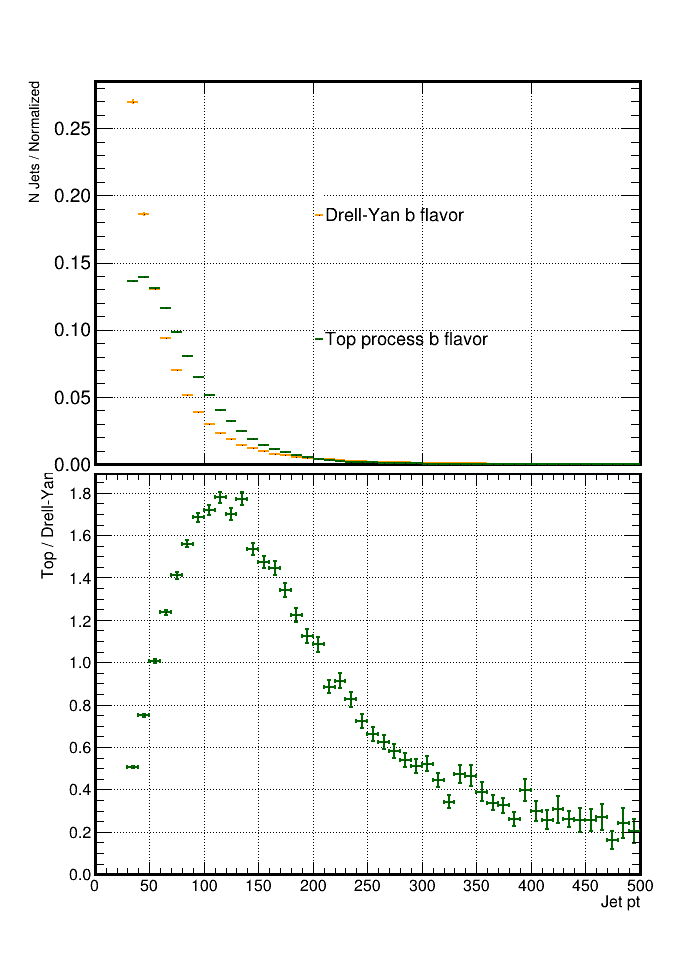 N Jets / Normalized
0.25
0.20
0.15
0.10
0.05
0.00
Drell-Yan b flavor
Top process b flavor
Top / Drell-Yan
1.8
1.6
1.4
1.2
1.0
0.8
0.6
0.4
0.2
0.0
0 50 100 150 200 250 300 350 400 450 500
Jet pt